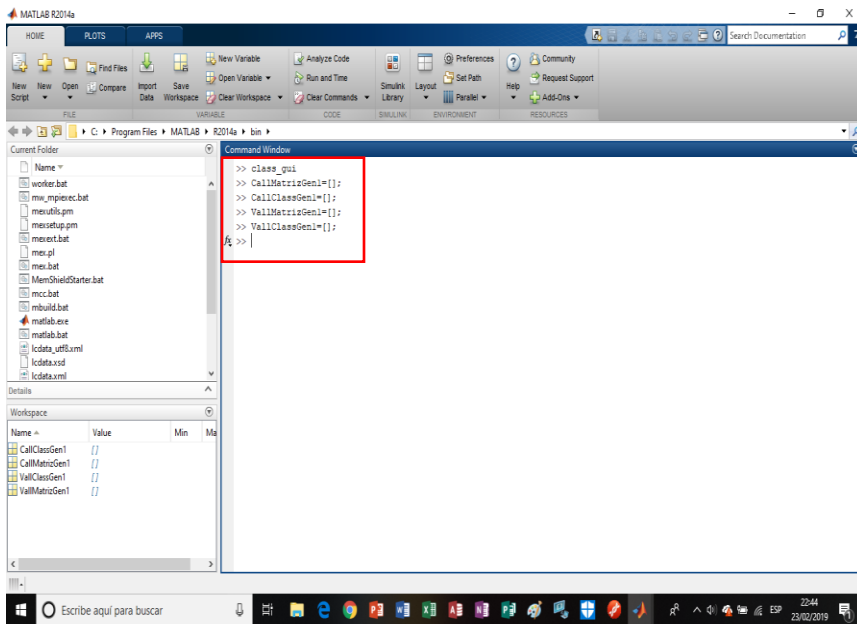 MATLAB R2014a
HOME PLOTS APPS
Search Documentation
New Script
New
Open
Find Files
Compare
Import Data
Save Workspace
New Variable
Open Variable
Clear Workspace
Analyze Code
Run and Time
Clear Commands
Simulink Library
Layout
Preferences
Set Path
Parallel
Help
Community
Request Support
Add-Ons
FILE VARIABLE CODE SIMULINK ENVIRONMENT RESOURCES
C: Program Files MATLAB R2014a bin
Current Folder
Name
worker.bat
mw_mpiexec.bat
mexutils.pm
mexsetup.pm
mexext.bat
mex.pl
mex.bat
MemShieldStarter.bat
mcc.bat
mbuild.bat
matlab.exe
matlab.bat
lcdata_utf8.xml
lcdata.xsd
lcdata.xml
Details
Workspace
Name Value Min Ma
CallClassGen1 []
CallMatrizGen1 []
VallClassGen1 []
VallMatrizGen1 []
Command Window
>> class_gui
>> CallMatrizGen1=[];
>> CallClassGen1=[];
>> VallMatrizGen1=[];
>> VallClassGen1=[];
fx >>
Escribe aquí para buscar
ESP
22:44
23/02/2019